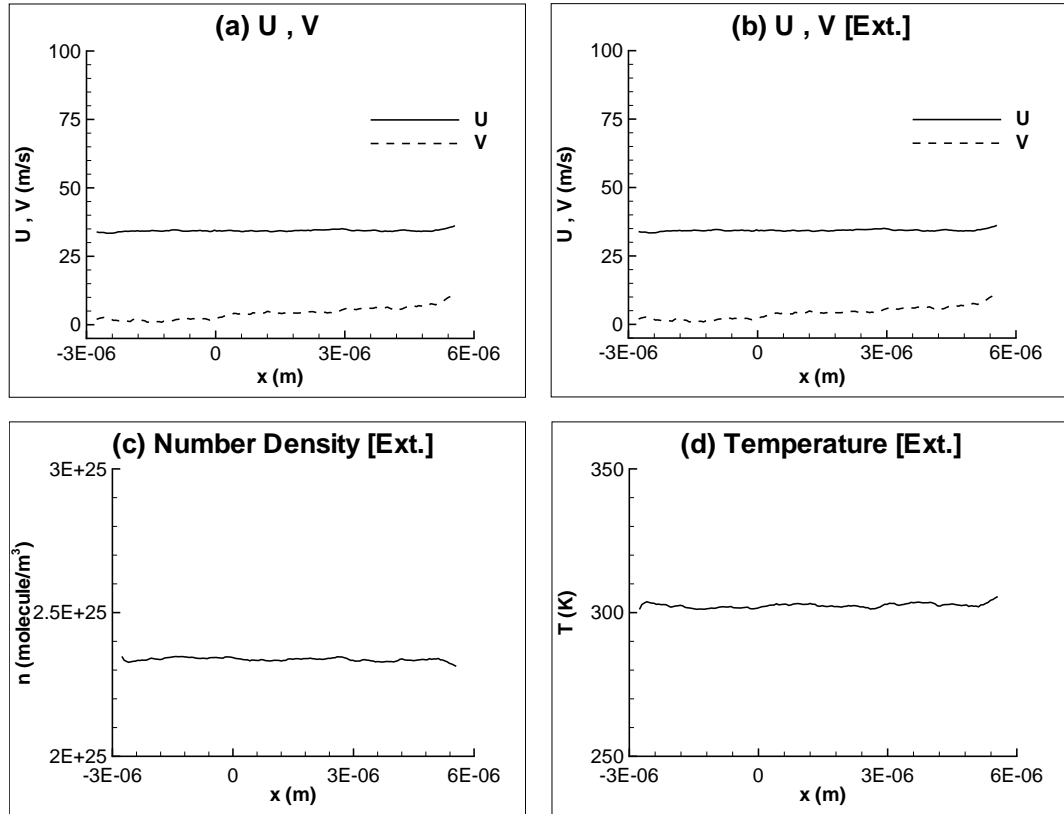 (a) U , V
100
75
50
25
0
U , V (m/s)
U
V
-3E-06
0
3E-06
6E-06
x (m)
(b) U , V [Ext.]
100
75
50
25
0
U , V (m/s)
U
V
-3E-06
0
3E-06
6E-06
x (m)
(c) Number Density [Ext.]
3E+25
2.5E+25
2E+25
n (molecule/m³)
-3E-06
0
3E-06
6E-06
x (m)
(d) Temperature [Ext.]
350
300
250
T (K)
-3E-06
0
3E-06
6E-06
x (m)